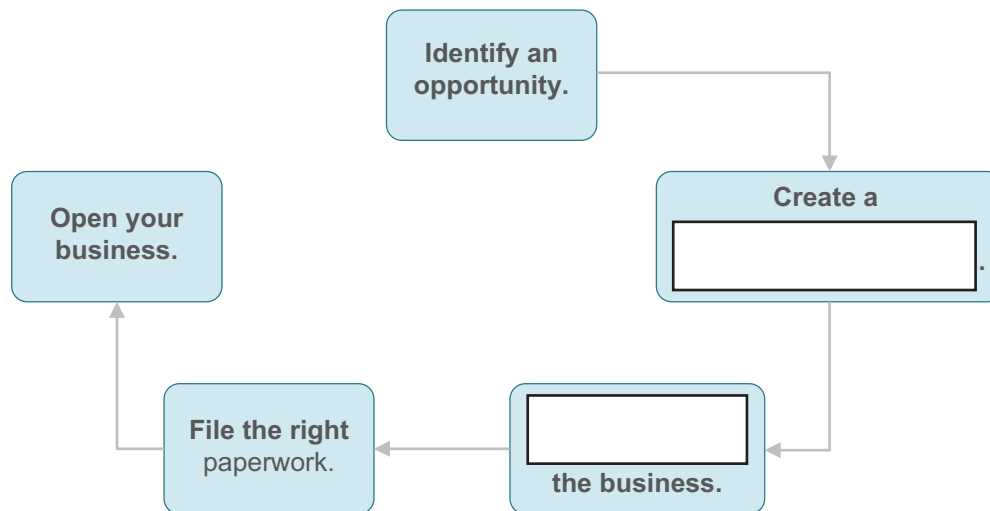 Identify an
opportunity.
Create a
.
the business.
File the right
paperwork.
Open your
business.